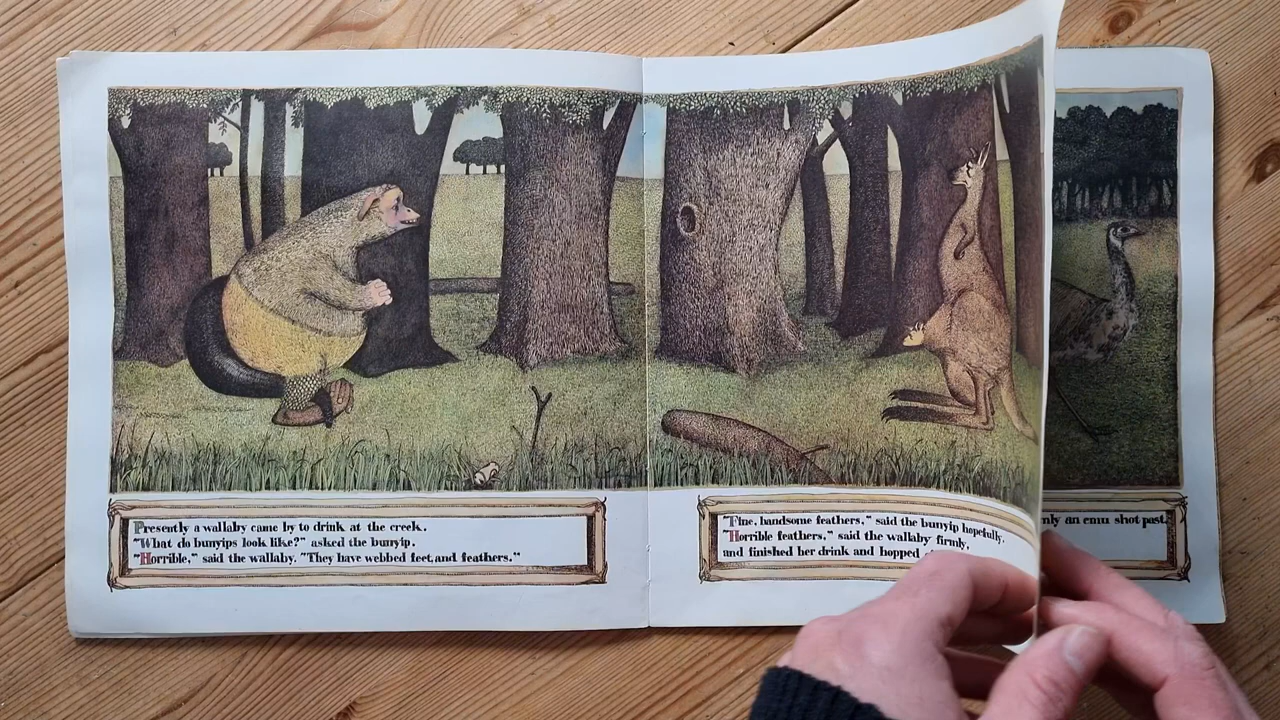 Presently a wallaby came by to drink at the creek.
"What do bunyips look like?" asked the bunyip.
"Horrible," said the wallaby. "They have webbed feet, and feathers."
"Fine, handsome feathers," said the bunyip hopefully.
"Horrible feathers," said the wallaby firmly,
and finished her drink and hopped
an emu shot past.